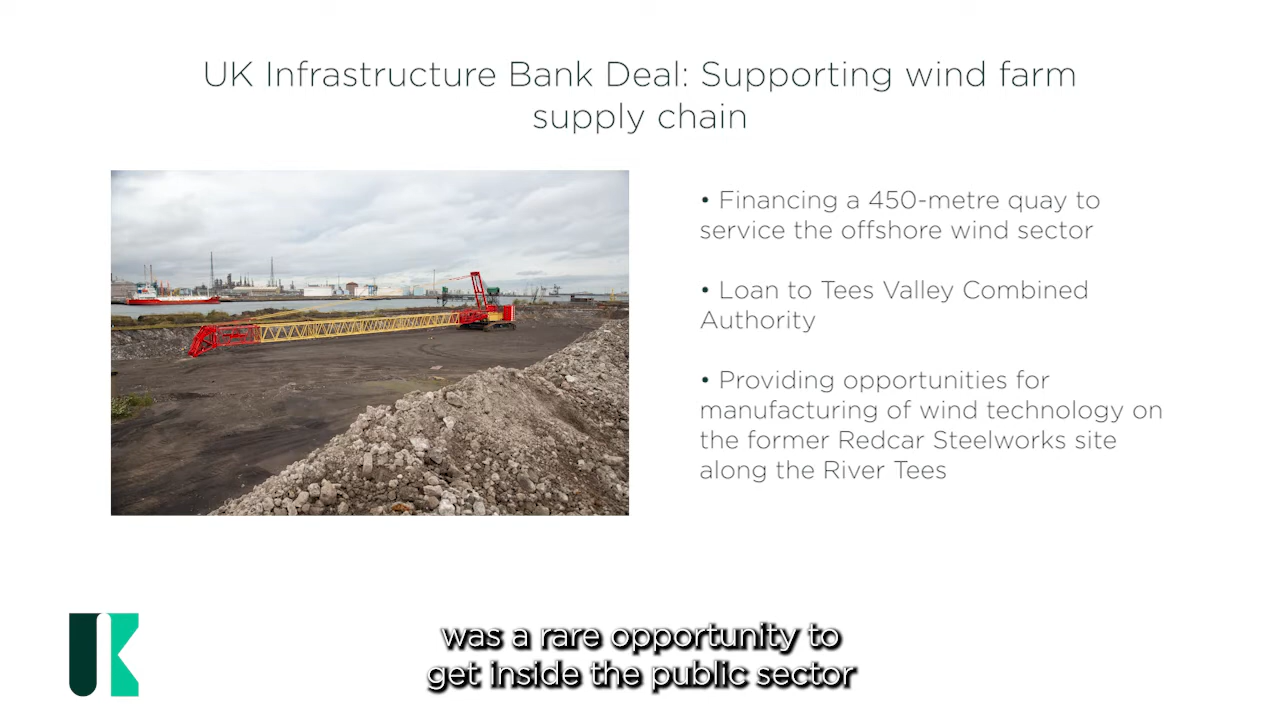 UK Infrastructure Bank Deal: Supporting wind farm
supply chain
• Financing a 450-metre quay to
service the offshore wind sector
• Loan to Tees Valley Combined
Authority
• Providing opportunities for
manufacturing of wind technology on
the former Redcar Steelworks site
along the River Tees
UK
was a rare opportunity to
get inside the public sector